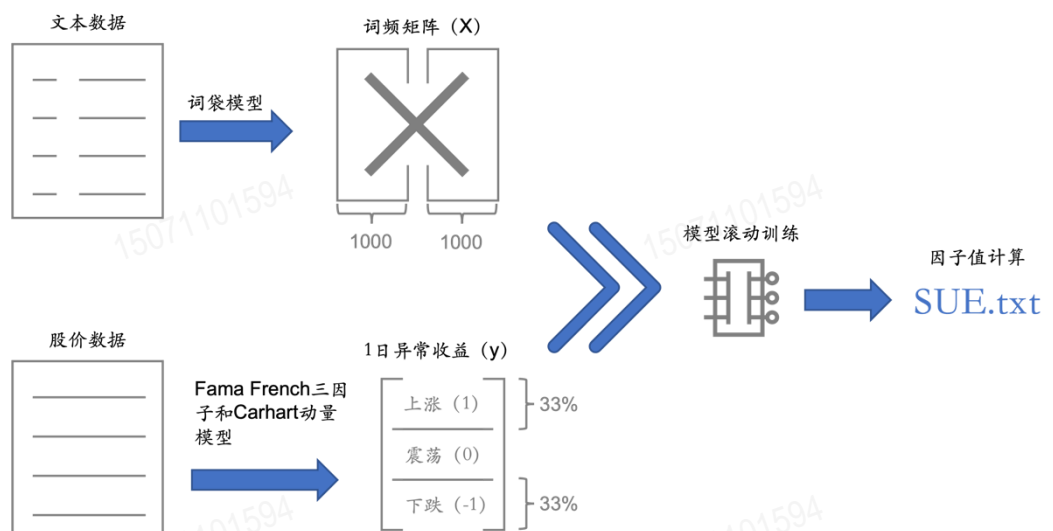 文本数据
词频矩阵（X）
词袋模型
1000
1000
15071101594
15071101594
模型滚动训练
因子值计算
SUE.txt
股价数据
1日异常收益（y）
Fama French三因
子和Carhart动量
模型
上涨（1）
33%
震荡（0）
下跌（-1）
33%